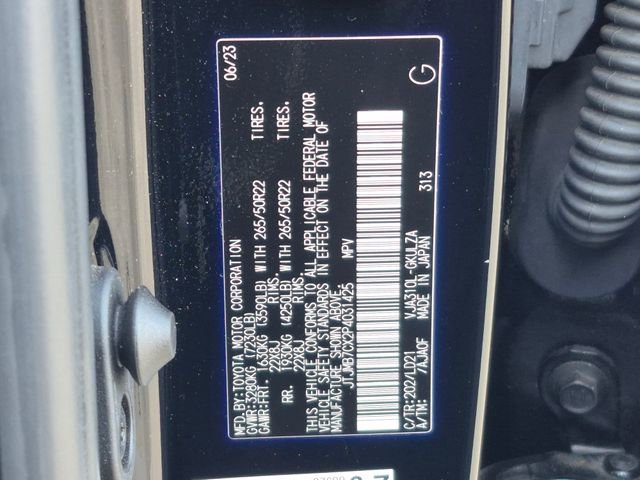 MFD.BY:TOYOTA MOTOR CORPORATION 06/23
GVWR:3280KG (7230LB)
GAWR:FR. 1630KG (3590LB) WITH 265/50R22 TIRES.
22X8J RIMS.
RR. 1930KG (4250LB) WITH 265/50R22 TIRES.
22X8J RIMS.
THIS VEHICLE CONFORMS TO ALL APPLICABLE FEDERAL MOTOR
VEHICLE SAFETY STANDARDS IN EFFECT ON THE DATE OF
MANUFACTURE SHOWN ABOVE.
JTJMB7CX2P4031425 MPV
G
C/TR:202/LD21 VJA310L-GKULZA
A/TM: /AJA0F MADE IN JAPAN 313